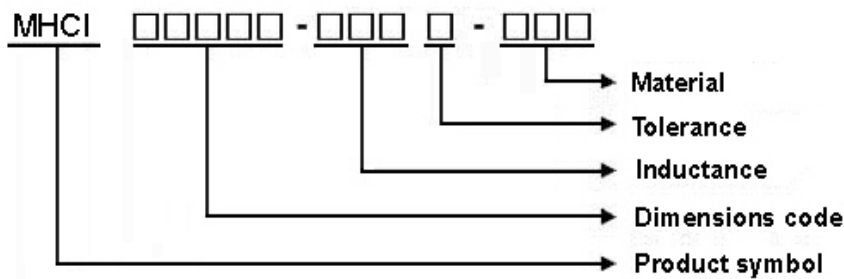 MHCI □□□□□ - □□□ □ - □□□
Material
Tolerance
Inductance
Dimensions code
Product symbol